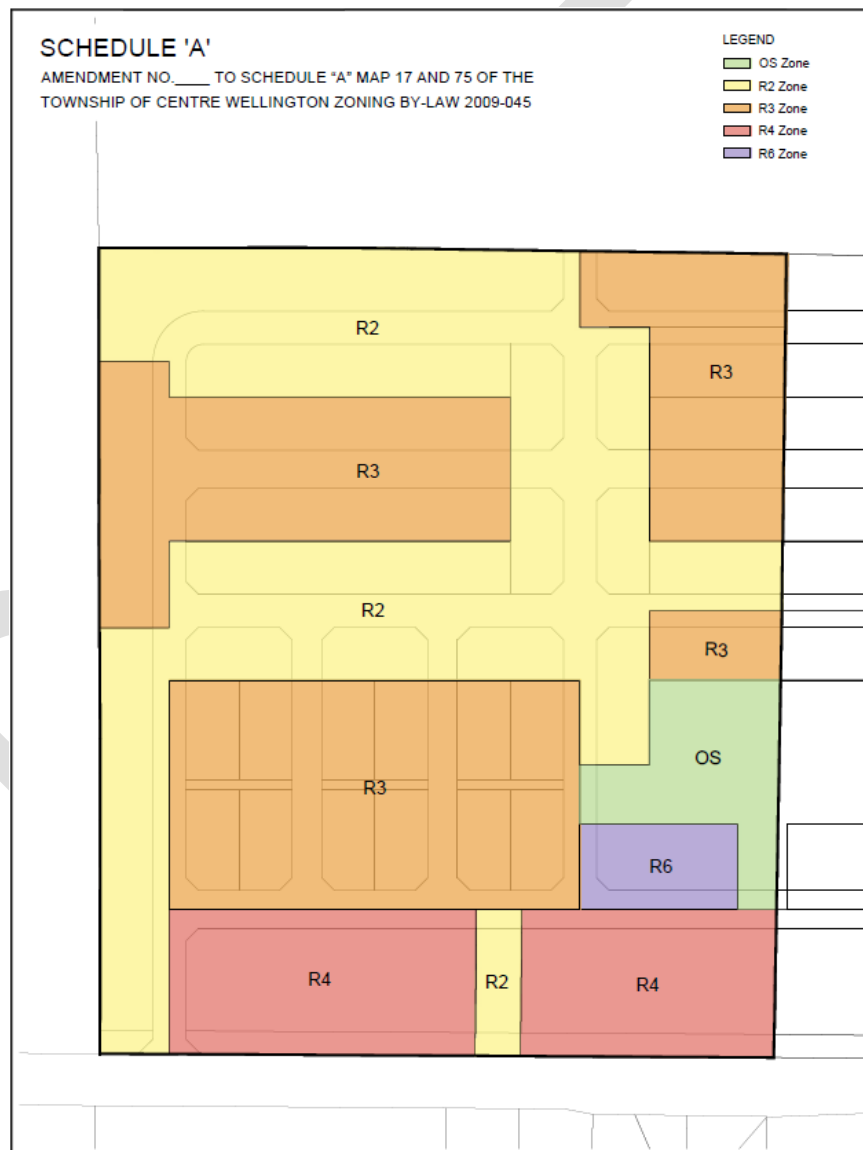 SCHEDULE 'A'
AMENDMENT NO.____ TO SCHEDULE “A” MAP 17 AND 75 OF THE
TOWNSHIP OF CENTRE WELLINGTON ZONING BY-LAW 2009-045
LEGEND
OS Zone
R2 Zone
R3 Zone
R4 Zone
R6 Zone
R2
R3
R3
R2
R3
OS
R3
R6
R4
R2
R4